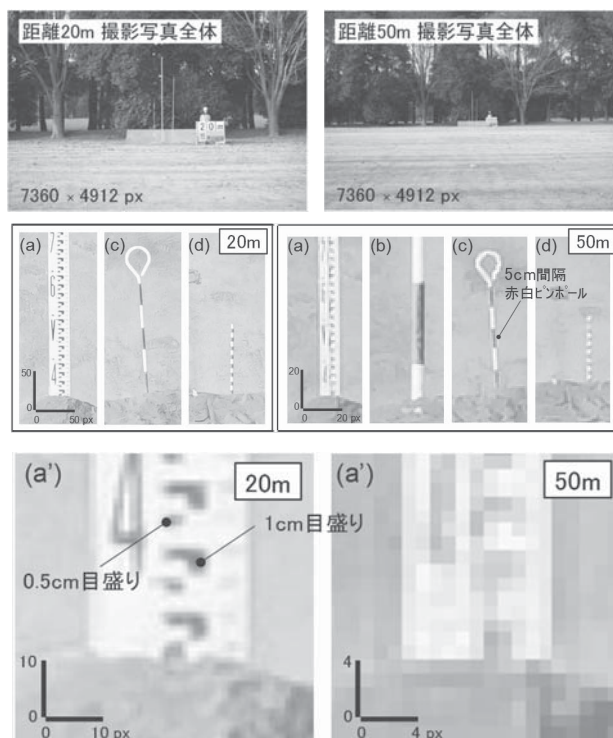 距離20m 撮影写真全体
7360 × 4912 px
距離50m 撮影写真全体
7360 × 4912 px
(a)
(c)
(d)
20m
7
6
4
50
0
0 50 px
(a)
(b)
(c)
(d)
50m
5cm間隔
赤白ピンポール
20
0
0 20 px
(a')
20m
1cm目盛り
0.5cm目盛り
10
0
0 10 px
(a')
50m
4
0
0 4 px